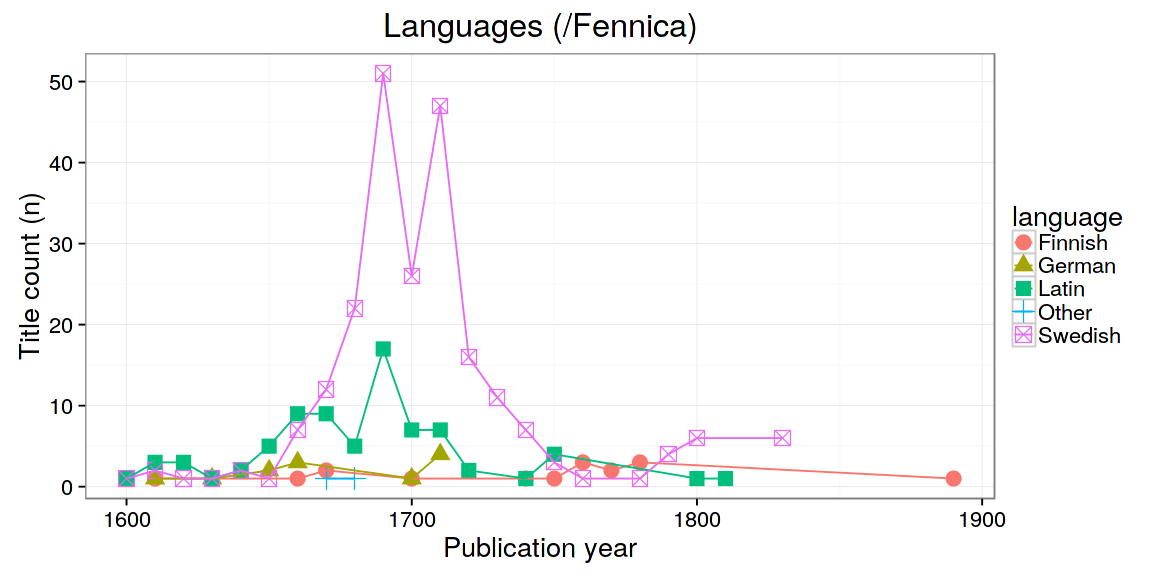 Languages (/Fennica)
Title count (n)
50
40
30
20
10
0
1600
1700
1800
1900
Publication year
language
Finnish
German
Latin
Other
Swedish